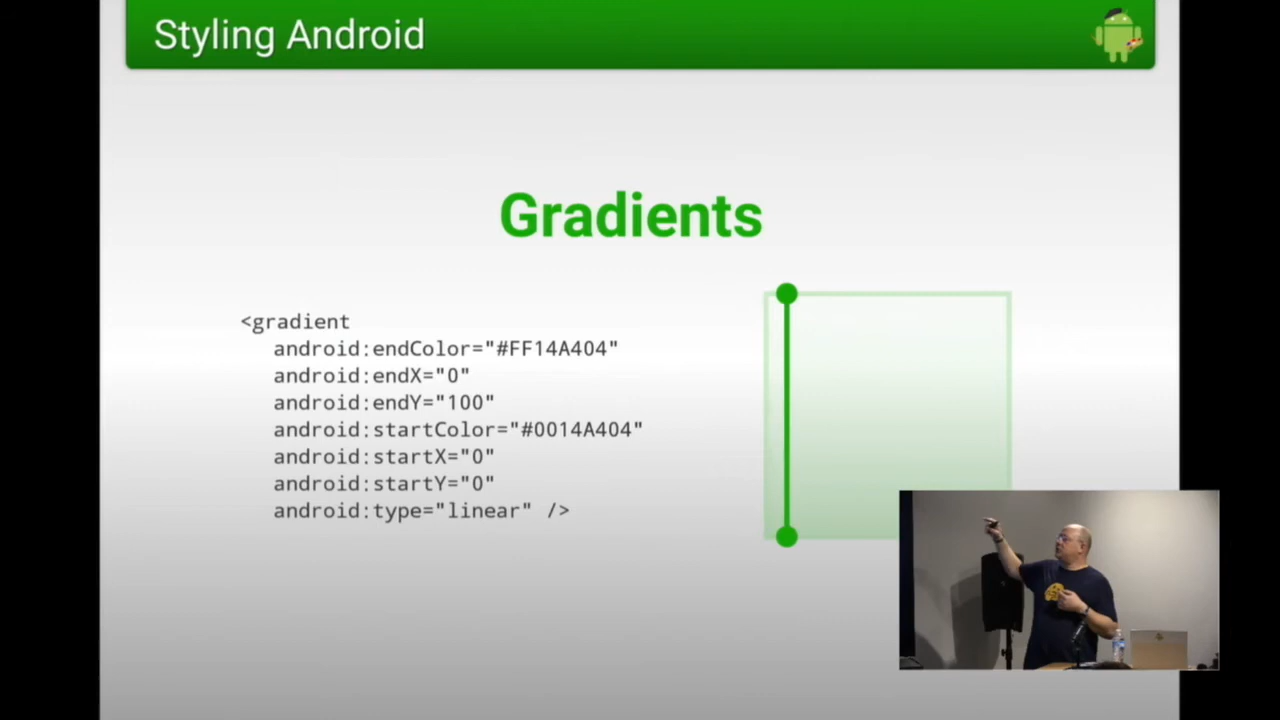 Styling Android
Gradients
<gradient
android:endColor="#FF14A404"
android:endX="0"
android:endY="100"
android:startColor="#0014A404"
android:startX="0"
android:startY="0"
android:type="linear" />